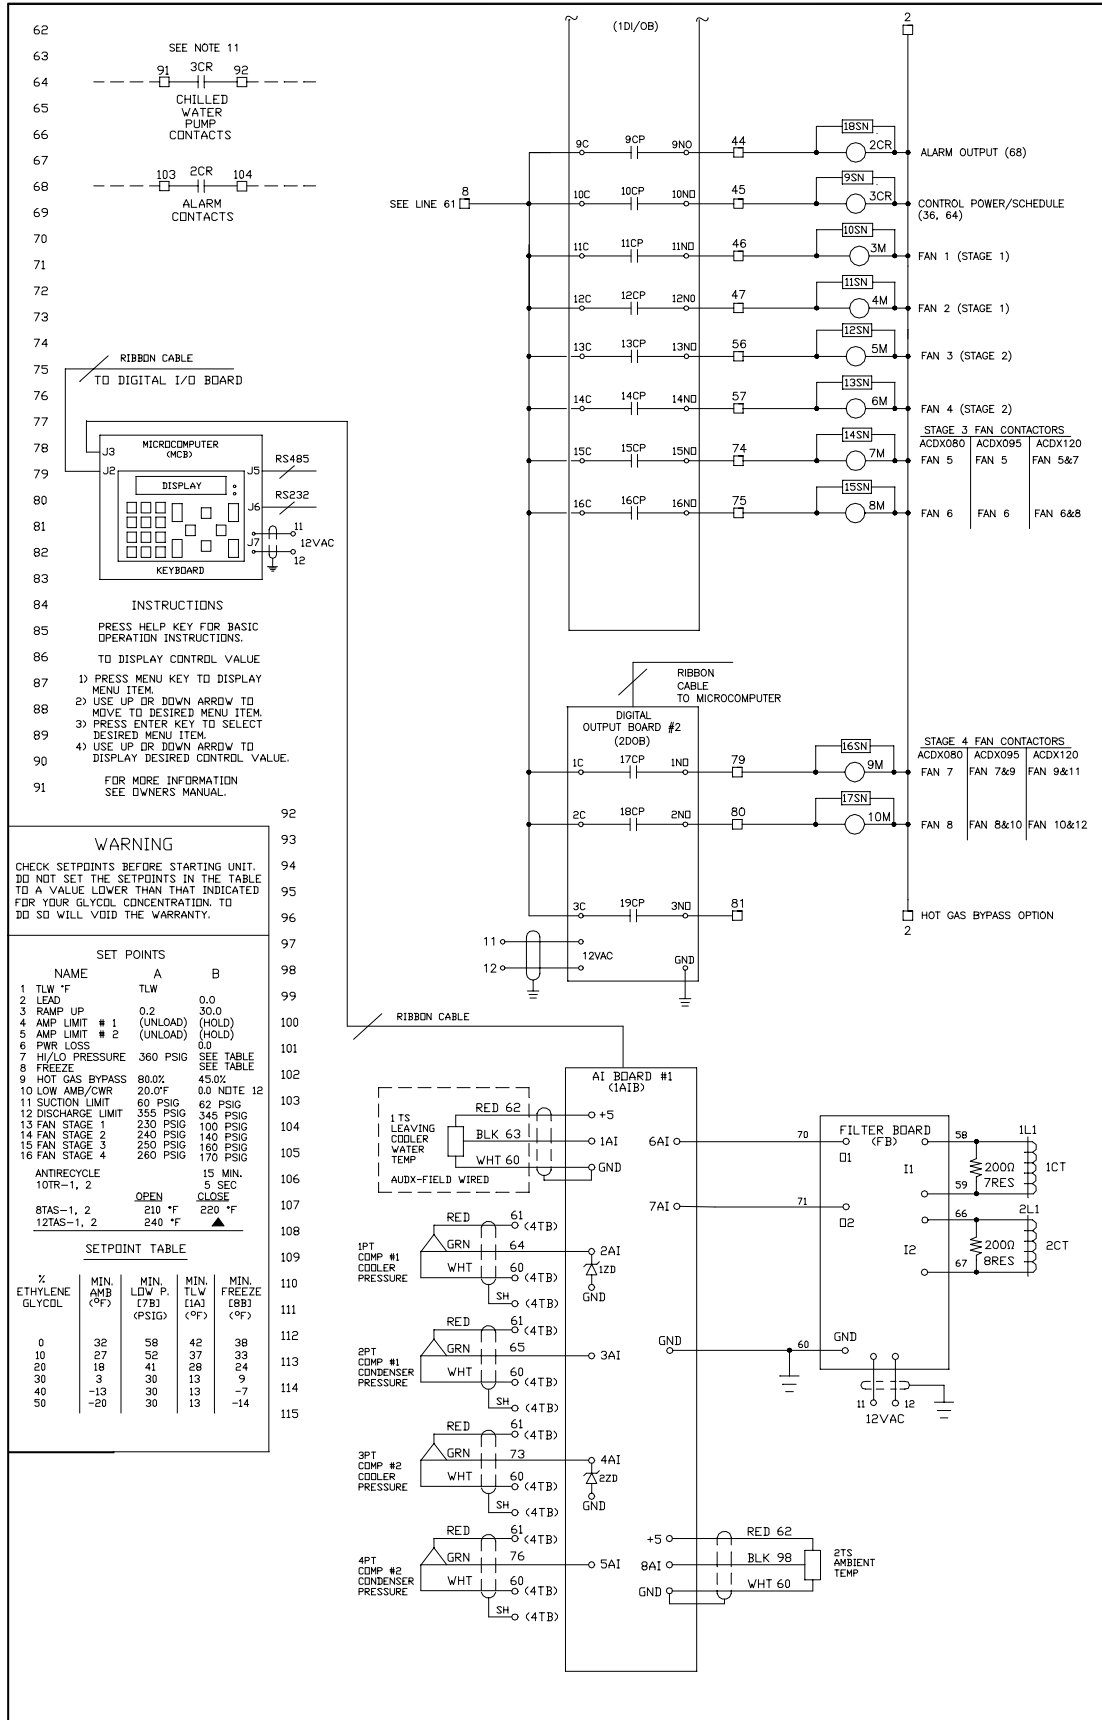 62
63
64
65
66
67
68
69
70
71
72
73
74
75
76
77
78
79
80
81
82
83
84
85
86
87
88
89
90
91
SEE NOTE 11
91 3CR 92
CHILLED
WATER
PUMP
CONTACTS
103 2CR 104
ALARM
CONTACTS
RIBBON CABLE
TO DIGITAL I/O BOARD
MICROCOMPUTER
(MCB)
J3
J2
J5
J6
J7
DISPLAY
KEYBOARD
RS485
RS232
11
12VAC
12
INSTRUCTIONS
PRESS HELP KEY FOR BASIC
OPERATION INSTRUCTIONS.
TO DISPLAY CONTROL VALUE
1) PRESS MENU KEY TO DISPLAY
MENU ITEM.
2) USE UP OR DOWN ARROW TO
MOVE TO DESIRED MENU ITEM.
3) PRESS ENTER KEY TO SELECT
DESIRED MENU ITEM.
4) USE UP OR DOWN ARROW TO
DISPLAY DESIRED CONTROL VALUE.
FOR MORE INFORMATION
SEE OWNERS MANUAL.
(1DI/OB)
2
SEE LINE 61 8
9C 9CP 9NO 44 18SN 2CR ALARM OUTPUT (68)
10C 10CP 10NO 45 9SN 3CR CONTROL POWER/SCHEDULE
(36, 64)
11C 11CP 11NO 46 10SN 3M FAN 1 (STAGE 1)
12C 12CP 12NO 47 11SN 4M FAN 2 (STAGE 1)
13C 13CP 13NO 56 12SN 5M FAN 3 (STAGE 2)
14C 14CP 14NO 57 13SN 6M FAN 4 (STAGE 2)
STAGE 3 FAN CONTACTORS
ACDX080 ACDX095 ACDX120
15C 15CP 15NO 74 14SN 7M FAN 5 FAN 5 FAN 5&7
16C 16CP 16NO 75 15SN 8M FAN 6 FAN 6 FAN 6&8
RIBBON
CABLE
TO MICROCOMPUTER
DIGITAL
OUTPUT BOARD #2
(2DOB)
STAGE 4 FAN CONTACTORS
ACDX080 ACDX095 ACDX120
1C 17CP 1NO 79 16SN 9M FAN 7 FAN 7&9 FAN 9&11
2C 18CP 2NO 80 17SN 10M FAN 8 FAN 8&10 FAN 10&12
3C 19CP 3NO 81 HOT GAS BYPASS OPTION
2
11
12
12VAC
GND
92
93
94
95
96
97
98
99
100
101
102
103
104
105
106
107
108
109
110
111
112
113
114
115
WARNING
CHECK SETPOINTS BEFORE STARTING UNIT.
DO NOT SET THE SETPOINTS IN THE TABLE
TO A VALUE LOWER THAN THAT INDICATED
FOR YOUR GLYCOL CONCENTRATION. TO
DO SO WILL VOID THE WARRANTY.
SET POINTS
NAME A B
1 TLW °F TLW
2 LEAD 0.0
3 RAMP UP 0.2 30.0
4 AMP LIMIT # 1 (UNLOAD) (HOLD)
5 AMP LIMIT # 2 (UNLOAD) (HOLD)
6 PWR LOSS 0.0
7 HI/LO PRESSURE 360 PSIG SEE TABLE
8 FREEZE SEE TABLE
9 HOT GAS BYPASS 80.0% 45.0%
10 LOW AMB/CWR 20.0°F 0.0 NOTE 12
11 SUCTION LIMIT 60 PSIG 62 PSIG
12 DISCHARGE LIMIT 355 PSIG 345 PSIG
13 FAN STAGE 1 230 PSIG 100 PSIG
14 FAN STAGE 2 240 PSIG 140 PSIG
15 FAN STAGE 3 250 PSIG 160 PSIG
16 FAN STAGE 4 260 PSIG 170 PSIG
ANTIRECYCLE 15 MIN.
10TR-1, 2 5 SEC
OPEN CLOSE
8TAS-1, 2 210 °F 220 °F
12TAS-1, 2 240 °F ▲
SETPOINT TABLE
% ETHYLENE GLYCOL MIN. AMB (°F) MIN. LOW P. [7B] (PSIG) MIN. TLW [1A] (°F) MIN. FREEZE [8B] (°F)
0 32 58 42 38
10 27 52 37 33
20 18 41 28 24
30 3 30 13 9
40 -13 30 13 -7
50 -20 30 13 -14
RIBBON CABLE
AI BOARD #1
(1AIB)
1 TS
LEAVING
COOLER
WATER
TEMP
AUDX-FIELD WIRED
RED 62 +5
BLK 63 1AI
WHT 60 GND
1PT
COMP #1
COOLER
PRESSURE
RED 61 (4TB)
GRN 64 2AI
WHT 60 (4TB)
SH (4TB)
1ZD
GND
2PT
COMP #1
CONDENSER
PRESSURE
RED 61 (4TB)
GRN 65 3AI
WHT 60 (4TB)
SH (4TB)
3PT
COMP #2
COOLER
PRESSURE
RED 61 (4TB)
GRN 73 4AI
WHT 60 (4TB)
SH (4TB)
2ZD
GND
4PT
COMP #2
CONDENSER
PRESSURE
RED 61 (4TB)
GRN 76 5AI
WHT 60 (4TB)
SH (4TB)
6AI 70
7AI 71
GND 60 GND
FILTER BOARD
(FB)
O1
O2
I1
I2
58 1L1
200Ω
7RES
1CT
59
66 2L1
200Ω
8RES
2CT
67
11 12
12VAC
+5 RED 62
8AI BLK 98
GND WHT 60
2TS
AMBIENT
TEMP